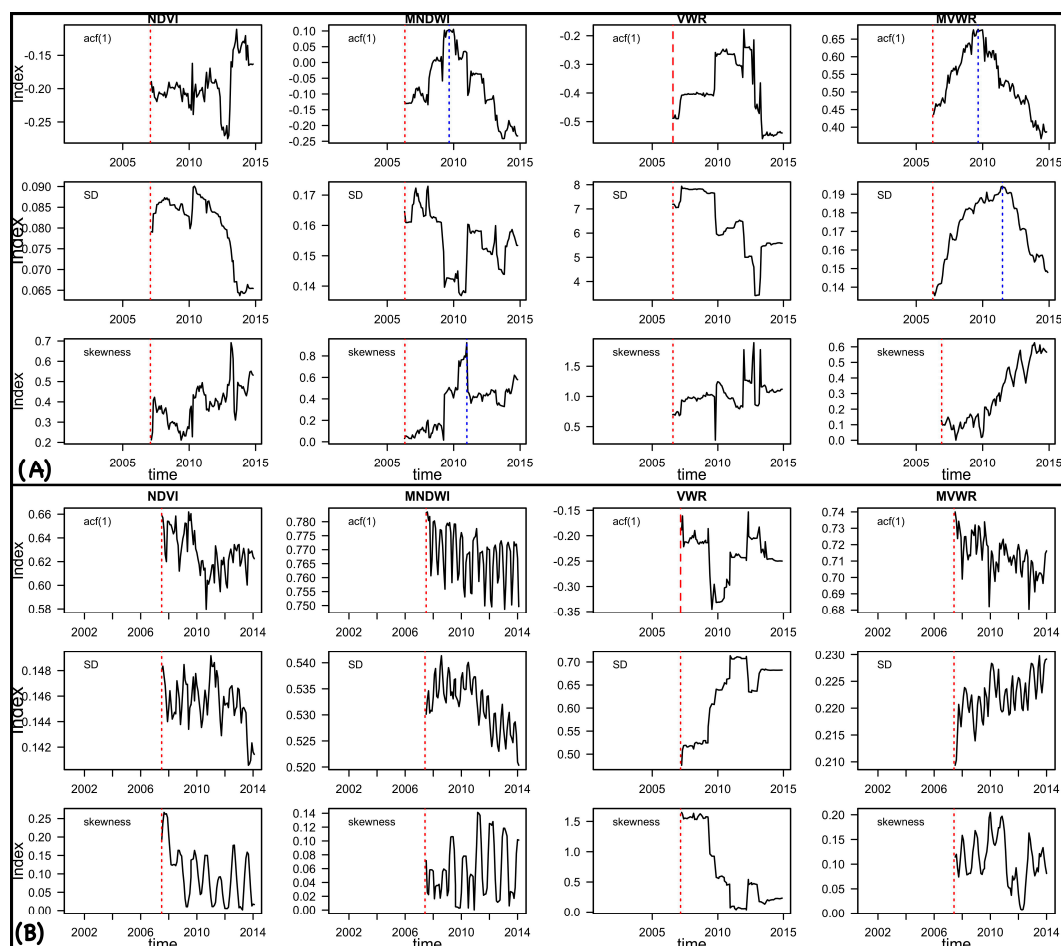 NDVI MNDWI VWR MVWR
acf(1) acf(1) acf(1) acf(1)
Index
-0.15 -0.20 -0.25
0.10 0.05 0.00 -0.05 -0.10 -0.15 -0.20 -0.25
-0.2 -0.3 -0.4 -0.5
0.65 0.60 0.55 0.50 0.45 0.40
2005 2010 2015 2005 2010 2015 2005 2010 2015 2005 2010 2015
SD SD SD SD
Index
0.090 0.085 0.080 0.075 0.070 0.065
0.17 0.16 0.15 0.14
8 7 6 5 4
0.19 0.18 0.17 0.16 0.15 0.14
2005 2010 2015 2005 2010 2015 2005 2010 2015 2005 2010 2015
skewness skewness skewness skewness
Index
0.7 0.6 0.5 0.4 0.3 0.2
0.8 0.6 0.4 0.2 0.0
1.5 1.0 0.5
0.6 0.5 0.4 0.3 0.2 0.1 0.0
2005 2010 2015 2005 2010 2015 2005 2010 2015 2005 2010 2015
(A) time time time time
NDVI MNDWI VWR MVWR
acf(1) acf(1) acf(1) acf(1)
Index
0.66 0.64 0.62 0.60 0.58
0.780 0.775 0.770 0.765 0.760 0.755 0.750
-0.15 -0.20 -0.25 -0.30 -0.35
0.74 0.73 0.72 0.71 0.70 0.69 0.68
2002 2006 2010 2014 2002 2006 2010 2014 2005 2010 2015 2002 2006 2010 2014
SD SD SD SD
Index
0.148 0.146 0.144 0.142
0.540 0.535 0.530 0.525 0.520
0.70 0.65 0.60 0.55 0.50
0.230 0.225 0.220 0.215 0.210
2002 2006 2010 2014 2002 2006 2010 2014 2005 2010 2015 2002 2006 2010 2014
skewness skewness skewness skewness
Index
0.25 0.20 0.15 0.10 0.05 0.00
0.14 0.12 0.10 0.08 0.06 0.04 0.02 0.00
1.5 1.0 0.5 0.0
0.20 0.15 0.10 0.05 0.00
2002 2006 2010 2014 2002 2006 2010 2014 2005 2010 2015 2002 2006 2010 2014
(B) time time time time